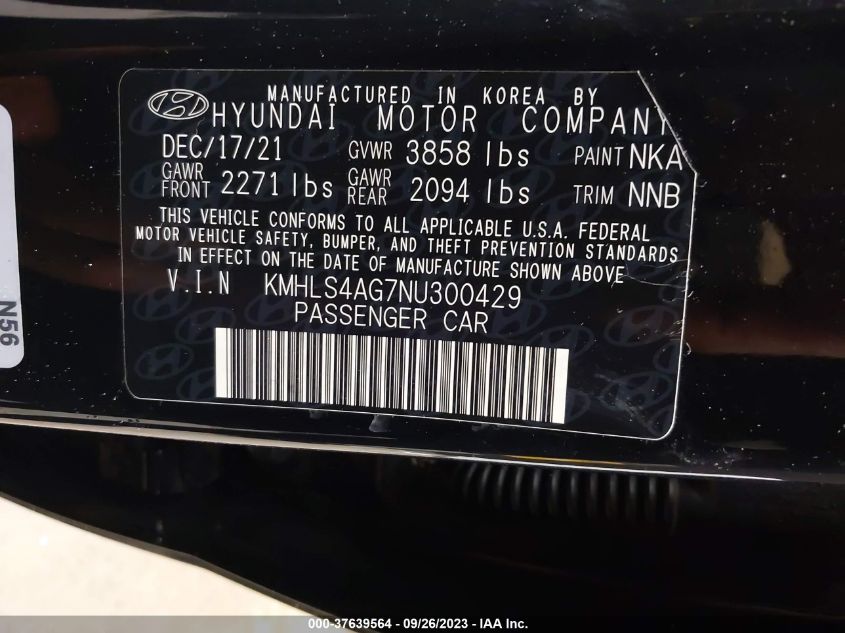 MANUFACTURED IN KOREA BY
HYUNDAI MOTOR COMPANY
DEC/17/21 GVWR 3858 lbs PAINT NKA
GAWR FRONT 2271 lbs GAWR REAR 2094 lbs TRIM NNB
THIS VEHICLE CONFORMS TO ALL APPLICABLE U.S.A. FEDERAL
MOTOR VEHICLE SAFETY, BUMPER, AND THEFT PREVENTION STANDARDS
IN EFFECT ON THE DATE OF MANUFACTURE SHOWN ABOVE
V.I.N KMHLS4AG7NU300429
PASSENGER CAR
N56
000-37639564 - 09/26/2023 - IAA Inc.